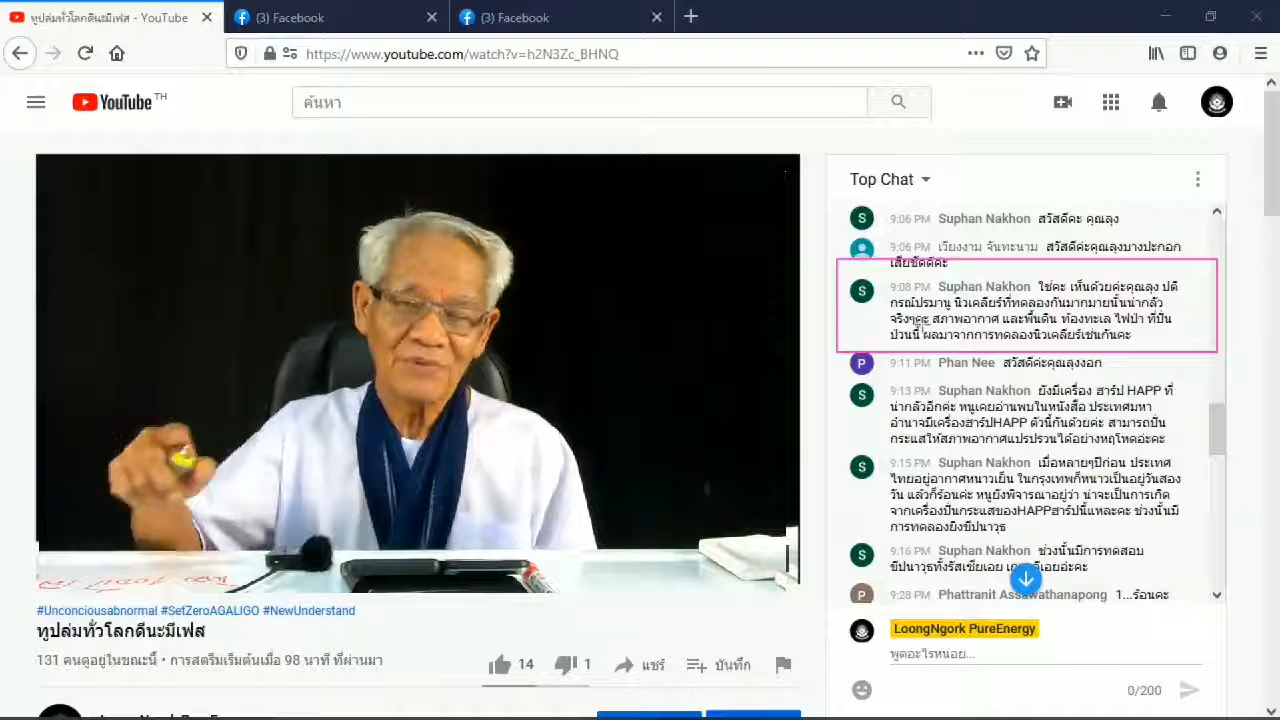 ทูปล่มทั่วโลกดีนะมีเฟส - YouTube
(3) Facebook
(3) Facebook
https://www.youtube.com/watch?v=h2N3Zc_BHNQ
YouTube TH
ค้นหา
Top Chat
9:06 PM Suphan Nakhon สวัสดีคะ คุณลุง
9:06 PM เวียงงาม จันทะนาม สวัสดีค่ะคุณลุงบางปะกอก
เสียชัดดีค่ะ
9:08 PM Suphan Nakhon ใช่คะ เห็นด้วยค่ะคุณลุง ปดิ
กรณ์ปรมานู นิวเคลียร์ที่ทดลองกันมากมายนั้นน่ากลัว
จริงๆคะ สภาพอากาศ และพื้นดิน ท้องทะเล ไฟป่า ที่ปั่น
ป่วนนี้ ผลมาจากการทดลองนิวเคลียร์เช่นกันคะ
9:11 PM Phan Nee สวัสดีค่ะคุณลุงงอก
9:13 PM Suphan Nakhon ยังมีเครื่อง ฮาร์ป HAPP ที่
น่ากลัวอีกค่ะ หนูเคยอ่านพบในหนังสือ ประเทศมหา
อำนาจมีเครื่องฮาร์ปHAPP ตัวนี้กันด้วยค่ะ สามารถปั่น
กระแสให้สภาพอากาศแปรปรวนได้อย่างหฤโหดอ่ะคะ
9:15 PM Suphan Nakhon เมื่อหลายๆปีก่อน ประเทศ
ไทยอยู่อากาศหนาวเย็น ในกรุงเทพก็หนาวเป็นอยู่วันสอง
วัน แล้วก็ร้อนค่ะ หนูยังพิจารณาอยู่ว่า น่าจะเป็นการเกิด
จากเครื่องปั่นกระแสของHAPPฮาร์ปนี้แหละคะ ช่วงนั้นมี
การทดลองยิงขีปนาวุธ
9:16 PM Suphan Nakhon ช่วงนั้นมีการทดสอบ
ขีปนาวุธทั้งรัสเซียเอย
9:28 PM Phattranit Assawathanapong 1...ร้อนคะ
LoongNgork PureEnergy
พูดอะไรหน่อย...
0/200
#Unconciousabnormal #SetZeroAGALIGO #NewUnderstand
ทูปล่มทั่วโลกดีนะมีเฟส
131 คนดูอยู่ในขณะนี้ • การสตรีมเริ่มต้นเมื่อ 98 นาที ที่ผ่านมา
14 1 แชร์ บันทึก